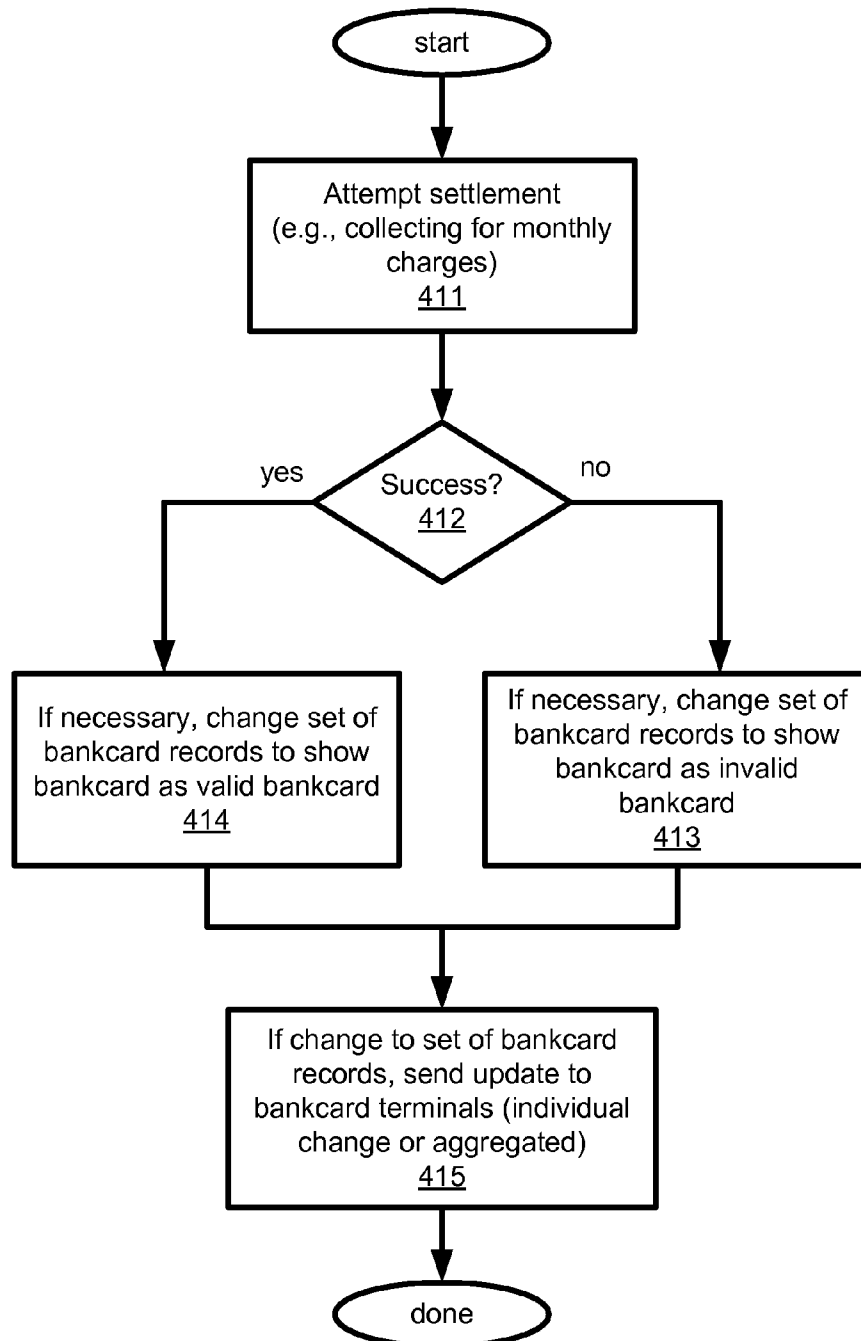 start
Attempt settlement
(e.g., collecting for monthly
charges)
411
yes
Success?
no
412
If necessary, change set of
bankcard records to show
bankcard as valid bankcard
414
If necessary, change set of
bankcard records to show
bankcard as invalid
bankcard
413
If change to set of bankcard
records, send update to
bankcard terminals (individual
change or aggregated)
415
done